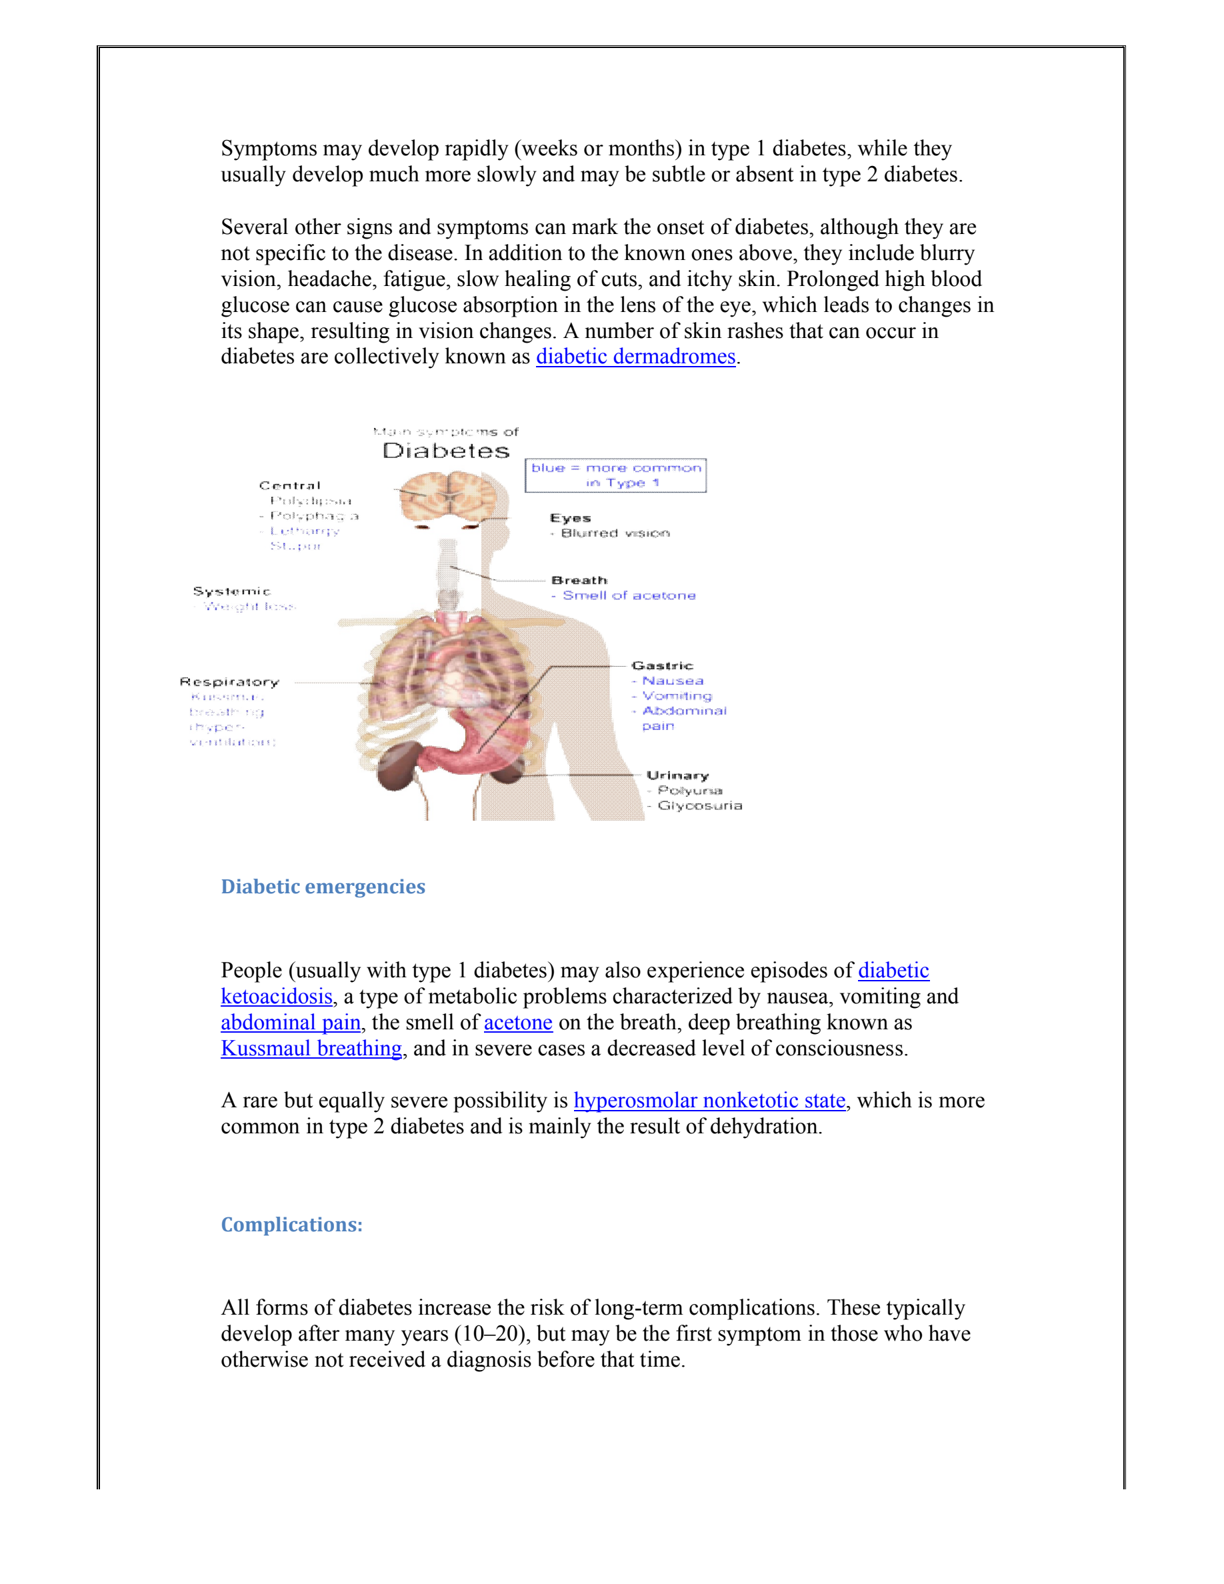 Symptoms may develop rapidly (weeks or months) in type 1 diabetes, while they
usually develop much more slowly and may be subtle or absent in type 2 diabetes.
Several other signs and symptoms can mark the onset of diabetes, although they are
not specific to the disease. In addition to the known ones above, they include blurry
vision, headache, fatigue, slow healing of cuts, and itchy skin. Prolonged high blood
glucose can cause glucose absorption in the lens of the eye, which leads to changes in
its shape, resulting in vision changes. A number of skin rashes that can occur in
diabetes are collectively known as diabetic dermadromes.
Main symptoms of
Diabetes
blue = more common
in Type 1
Central
Polydipsia
- Polyphagia
- Lethargy
Stupor
Eyes
- Blurred vision
Breath
- Smell of acetone
Systemic
- Weight loss
Gastric
- Nausea
- Vomiting
- Abdominal
pain
Respiratory
Kussmaul
breathing
(hyper-
ventilation)
Urinary
- Polyuria
- Glycosuria
Diabetic emergencies
People (usually with type 1 diabetes) may also experience episodes of diabetic
ketoacidosis, a type of metabolic problems characterized by nausea, vomiting and
abdominal pain, the smell of acetone on the breath, deep breathing known as
Kussmaul breathing, and in severe cases a decreased level of consciousness.
A rare but equally severe possibility is hyperosmolar nonketotic state, which is more
common in type 2 diabetes and is mainly the result of dehydration.
Complications:
All forms of diabetes increase the risk of long-term complications. These typically
develop after many years (10–20), but may be the first symptom in those who have
otherwise not received a diagnosis before that time.